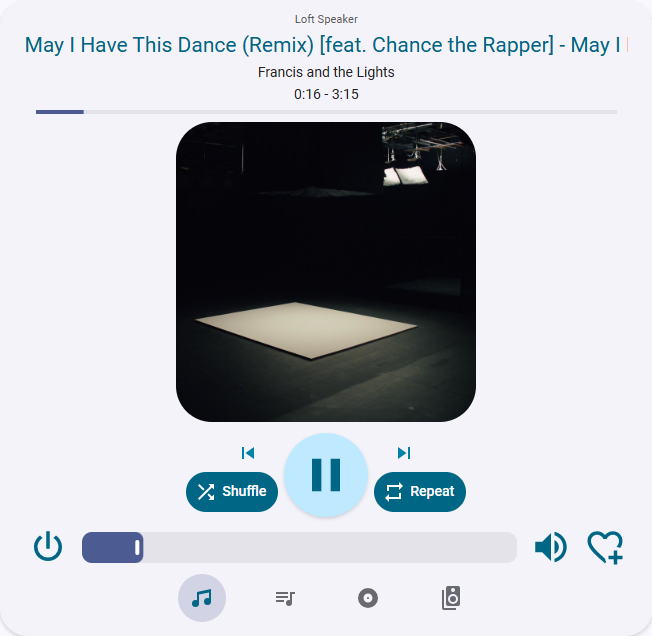 Loft Speaker
May I Have This Dance (Remix) [feat. Chance the Rapper] - May I
Francis and the Lights
0:16 - 3:15
Shuffle
Repeat